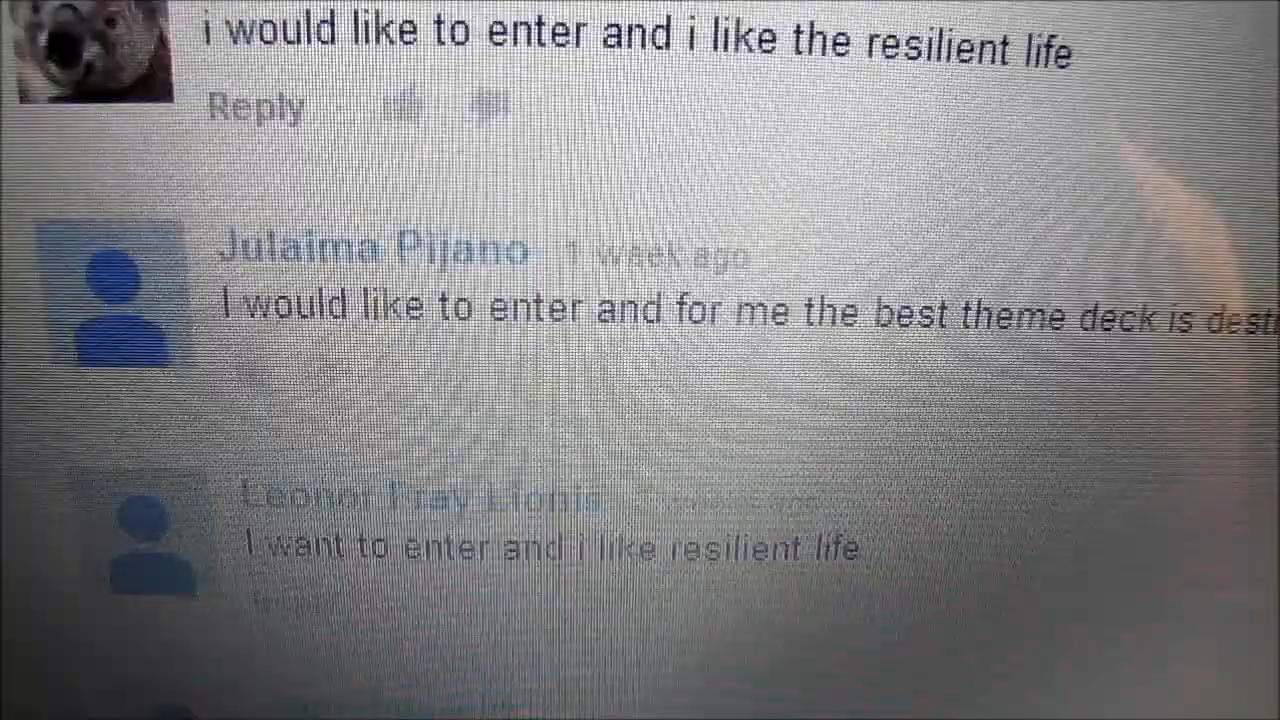 i would like to enter and i like the resilient life
Reply
Julaima Pijano 1 week ago
I would like to enter and for me the best theme deck is dest
I want to enter and i like resilient life